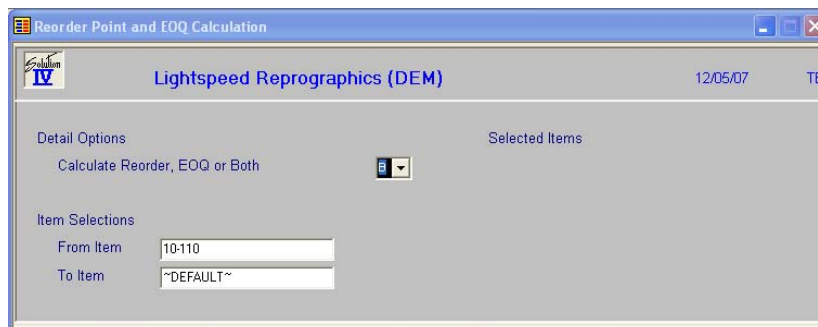 Reorder Point and EOQ Calculation
Solution
IV
Lightspeed Reprographics (DEM) 12/05/07 TE
Detail Options Selected Items
Calculate Reorder, EOQ or Both B
Item Selections
From Item 10-110
To Item ~DEFAULT~